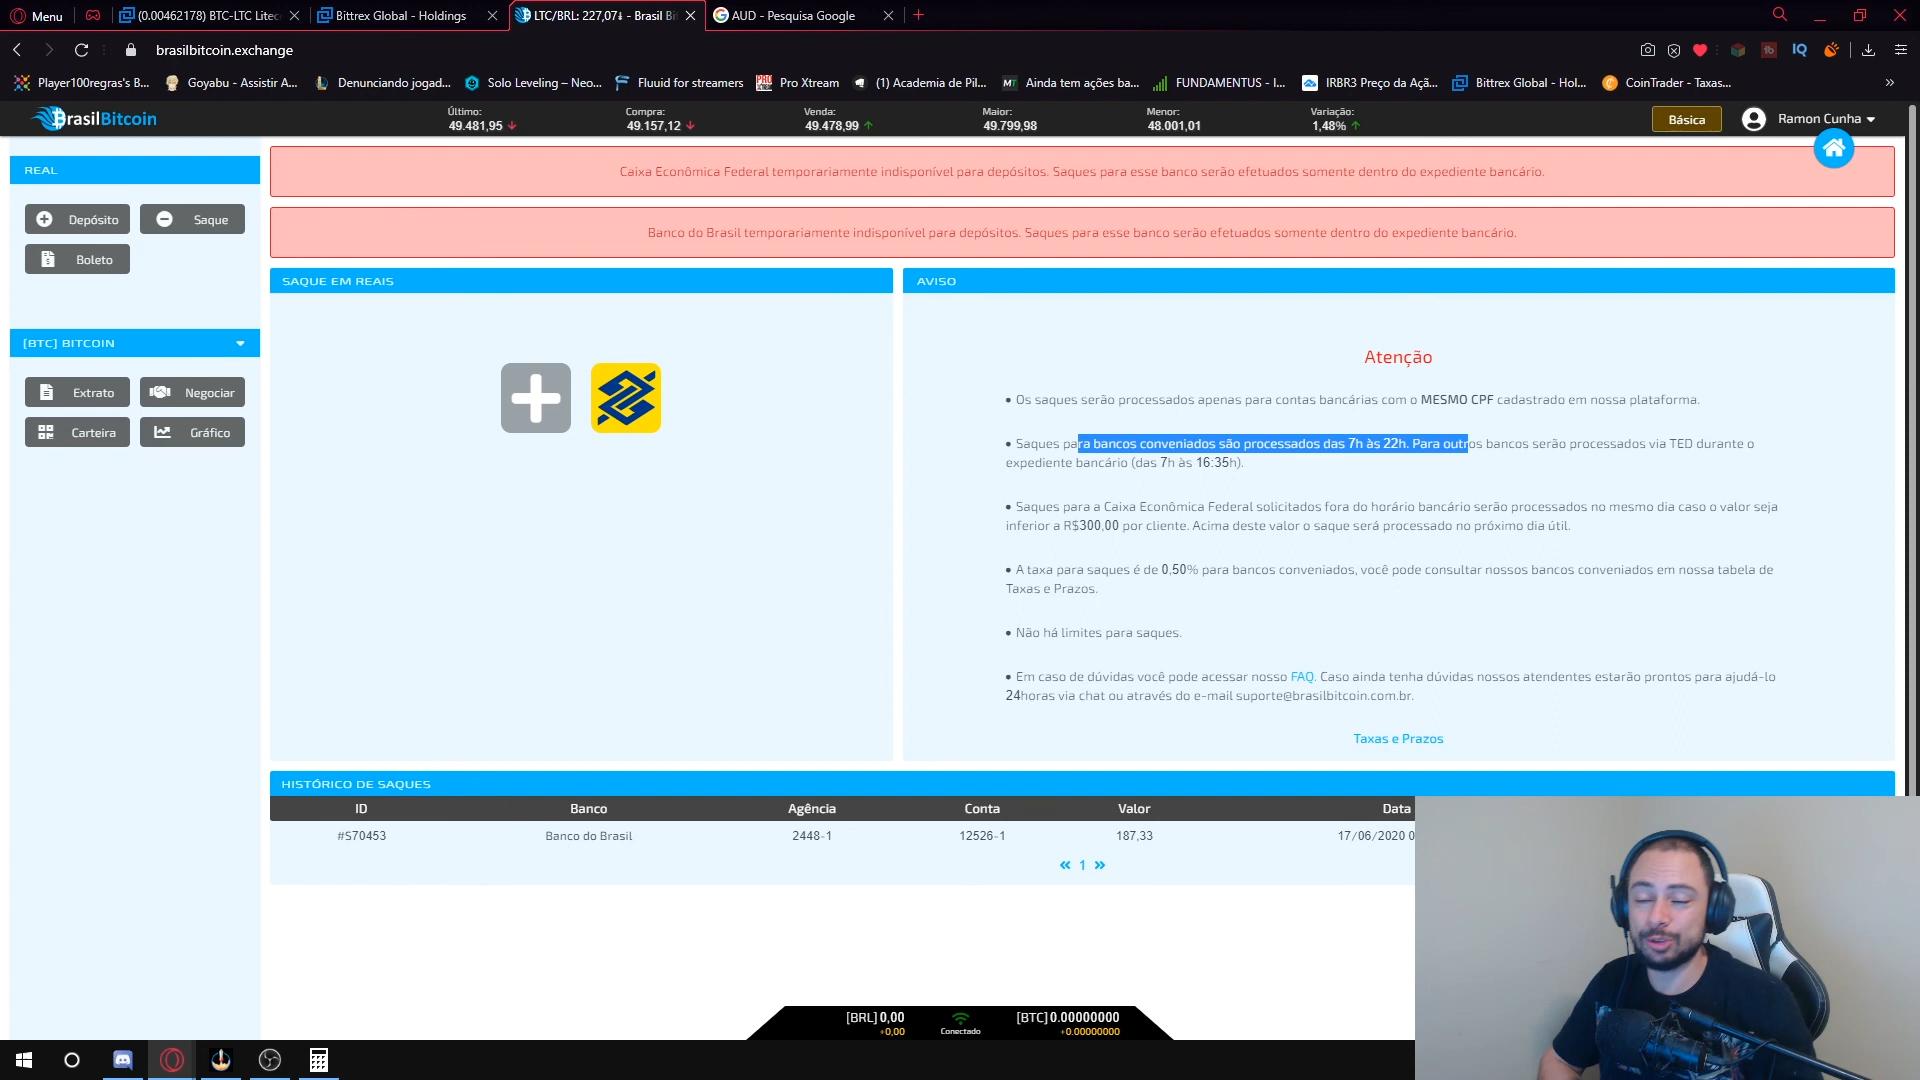 Menu
(0.00462178) BTC-LTC Litec
Bittrex Global - Holdings
LTC/BRL: 227,07↓ - Brasil Bi
AUD - Pesquisa Google
brasilbitcoin.exchange
Player100regras's B...
Goyabu - Assistir A...
Denunciando jogad...
Solo Leveling – Neo...
Fluuid for streamers
Pro Xtream
(1) Academia de Pil...
Ainda tem ações ba...
FUNDAMENTUS - I...
IRBR3 Preço da Açã...
Bittrex Global - Hol...
CoinTrader - Taxas...
BrasilBitcoin
Último:
49.481,95
Compra:
49.157,12
Venda:
49.478,99
Maior:
49.799,98
Menor:
48.001,01
Variação:
1,48%
Básica
Ramon Cunha
REAL
Depósito
Saque
Boleto
[BTC] BITCOIN
Extrato
Negociar
Carteira
Gráfico
Caixa Econômica Federal temporariamente indisponível para depósitos. Saques para esse banco serão efetuados somente dentro do expediente bancário.
Banco do Brasil temporariamente indisponível para depósitos. Saques para esse banco serão efetuados somente dentro do expediente bancário.
SAQUE EM REAIS
AVISO
Atenção
• Os saques serão processados apenas para contas bancárias com o MESMO CPF cadastrado em nossa plataforma.
• Saques para bancos conveniados são processados das 7h às 22h. Para outros bancos serão processados via TED durante o
expediente bancário (das 7h às 16:35h).
• Saques para a Caixa Econômica Federal solicitados fora do horário bancário serão processados no mesmo dia caso o valor seja
inferior a R$300,00 por cliente. Acima deste valor o saque será processado no próximo dia útil.
• A taxa para saques é de 0,50% para bancos conveniados, você pode consultar nossos bancos conveniados em nossa tabela de
Taxas e Prazos.
• Não há limites para saques.
• Em caso de dúvidas você pode acessar nosso FAQ. Caso ainda tenha dúvidas nossos atendentes estarão prontos para ajudá-lo
24horas via chat ou através do e-mail suporte@brasilbitcoin.com.br.
Taxas e Prazos
HISTÓRICO DE SAQUES
ID Banco Agência Conta Valor Data
#S70453 Banco do Brasil 2448-1 12526-1 187,33 17/06/2020 0
« 1 »
[BRL] 0,00
+0,00
Conectado
[BTC] 0.00000000
+0.00000000